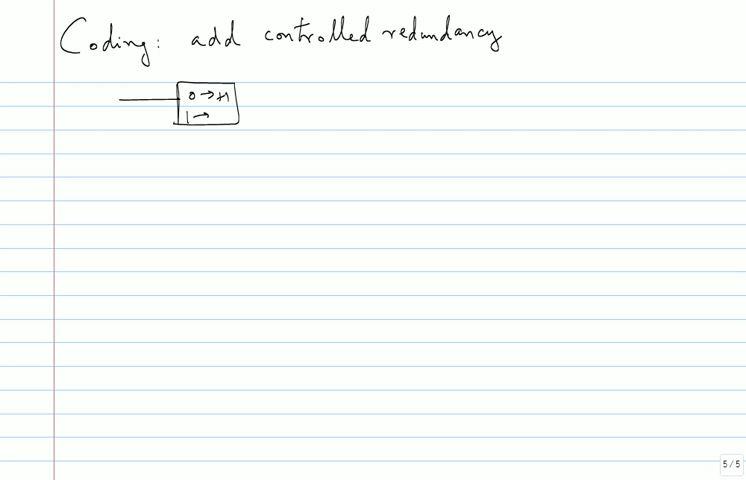 Coding: add controlled redundancy
0 → +1
1 →
5/5